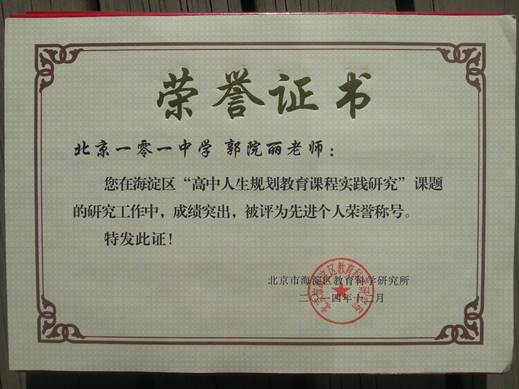 荣誉证书
北京一零一中学 郭院丽老师：
您在海淀区“高中人生规划教育课程实践研究”课题
的研究工作中，成绩突出，被评为先进个人荣誉称号。
特发此证！
北京市海淀区教育科学研究所
二〇一四年十一月